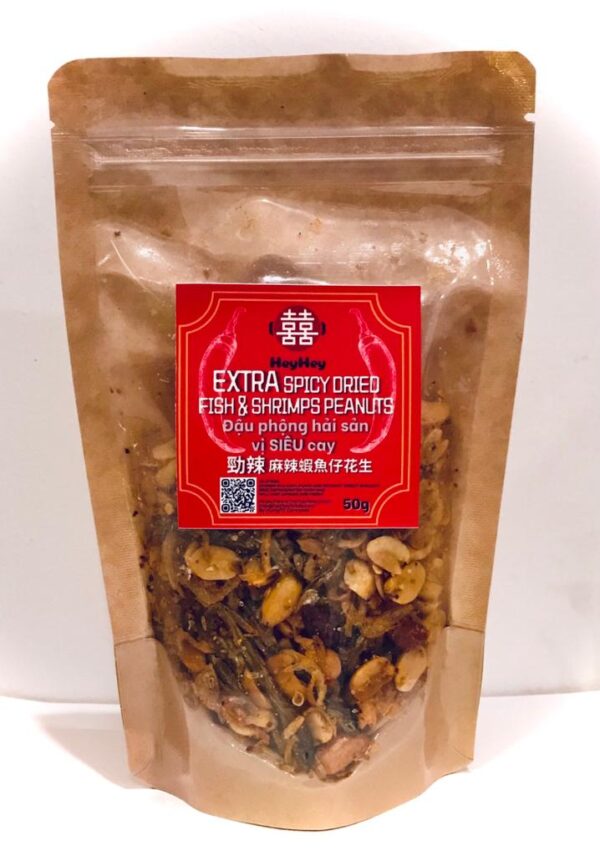 囍
HeyHey
EXTRA SPICY DRIED
FISH & SHRIMPS PEANUTS
Đậu phộng hải sản
vị SIÊU cay
勁辣 麻辣蝦魚仔花生
50g